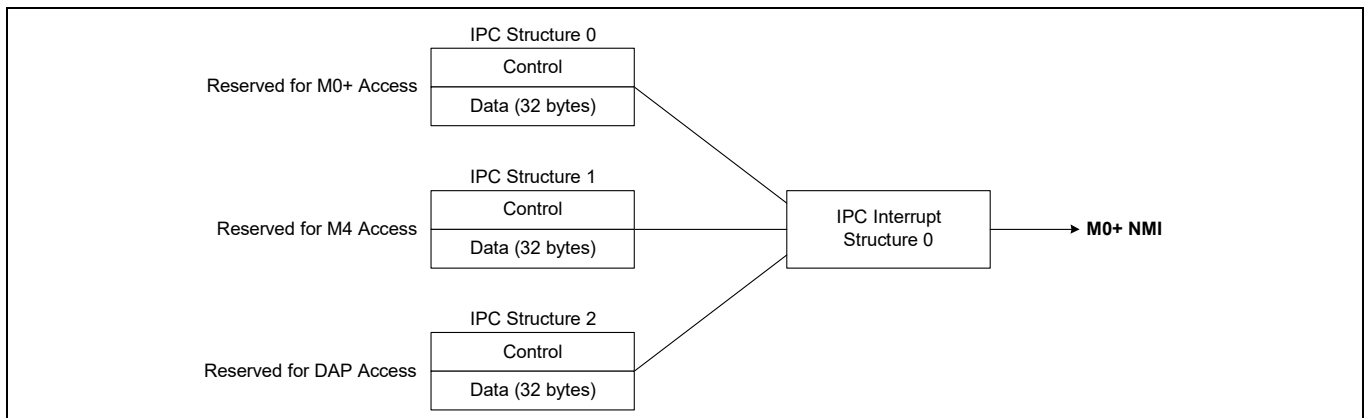 IPC Structure 0
Control
Reserved for M0+ Access
Data (32 bytes)
IPC Structure 1
Control
Reserved for M4 Access
Data (32 bytes)
IPC Interrupt
Structure 0
M0+ NMI
IPC Structure 2
Control
Reserved for DAP Access
Data (32 bytes)